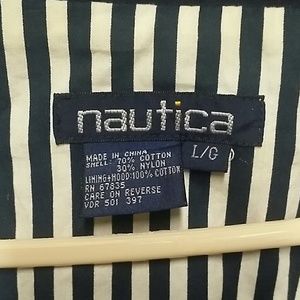 nautica
L/G
MADE IN CHINA
SHELL: 70% COTTON
30% NYLON
LINING+HOOD:100% COTTON
RN 67835
CARE ON REVERSE
VDR 501 397